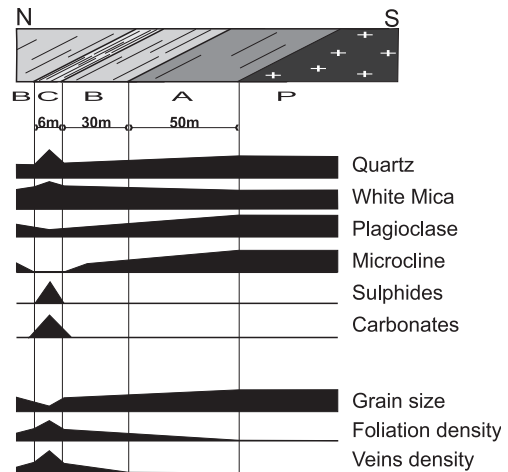 N S
B C B A P
6m 30m 50m
Quartz
White Mica
Plagioclase
Microcline
Sulphides
Carbonates
Grain size
Foliation density
Veins density